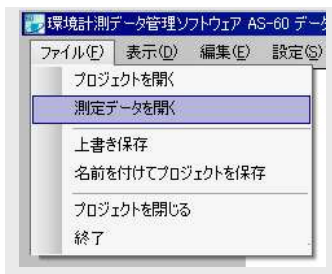 環境計測データ管理ソフトウェア AS-60 デー
ファイル(F) 表示(D) 編集(E) 設定(S)
プロジェクトを開く
測定データを開く
上書き保存
名前を付けてプロジェクトを保存
プロジェクトを閉じる
終了